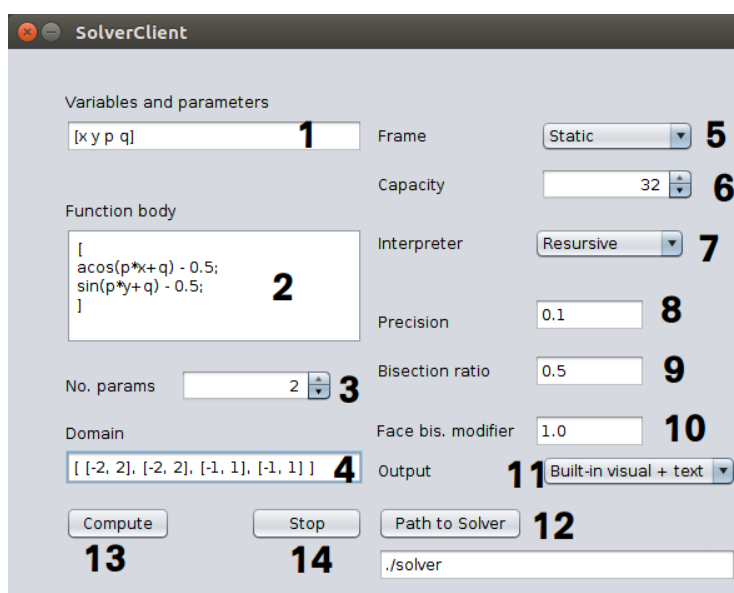 SolverClient
Variables and parameters
[x y p q] 1
Frame Static 5
Capacity 32 6
Function body
[
acos(p*x+q) - 0.5;
sin(p*y+q) - 0.5;
] 2
Interpreter Resursive 7
Precision 0.1 8
No. params 2 3
Bisection ratio 0.5 9
Domain
[ [-2, 2], [-2, 2], [-1, 1], [-1, 1] ] 4
Face bis. modifier 1.0 10
Output 11 Built-in visual + text
Compute Stop Path to Solver 12
13 14
./solver